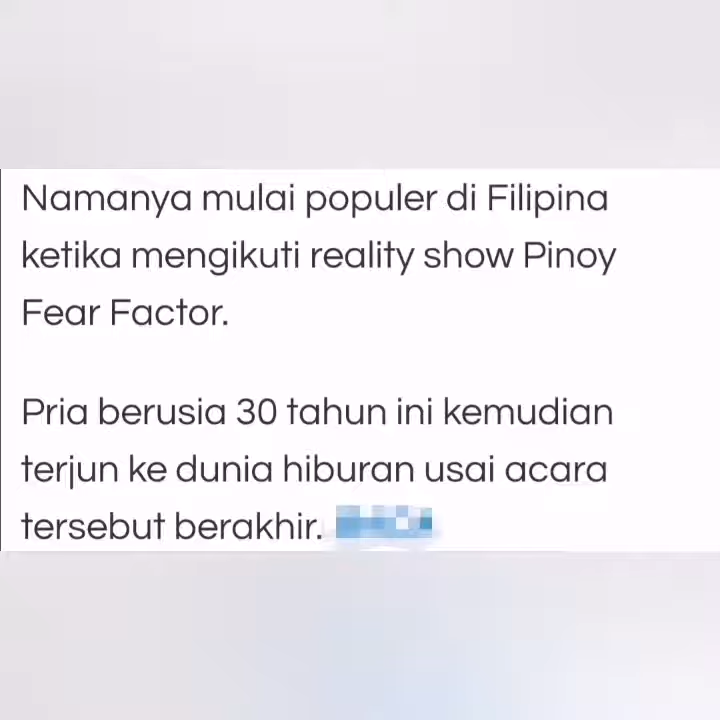 Namanya mulai populer di Filipina
ketika mengikuti reality show Pinoy
Fear Factor.
Pria berusia 30 tahun ini kemudian
terjun ke dunia hiburan usai acara
tersebut berakhir.